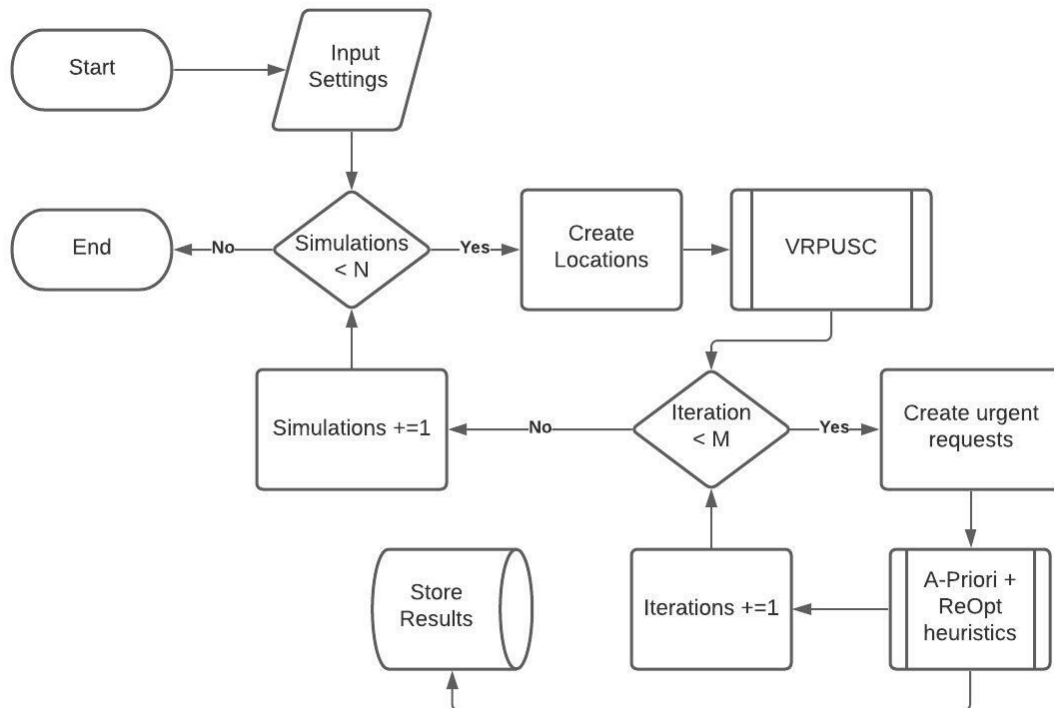 Start
Input
Settings
End
No
Simulations
< N
Yes
Create
Locations
VRPUSC
Simulations +=1
No
Iteration
< M
Yes
Create urgent
requests
Store
Results
Iterations +=1
A-Priori +
ReOpt
heuristics